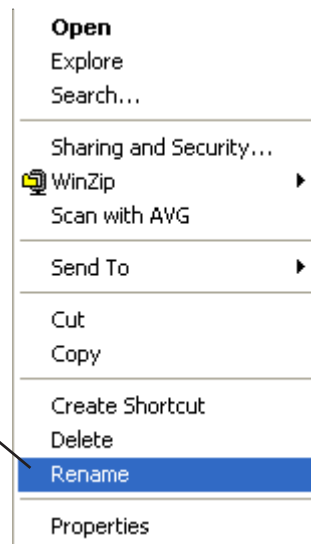 Open
Explore
Search...
Sharing and Security...
WinZip
Scan with AVG
Send To
Cut
Copy
Create Shortcut
Delete
Rename
Properties